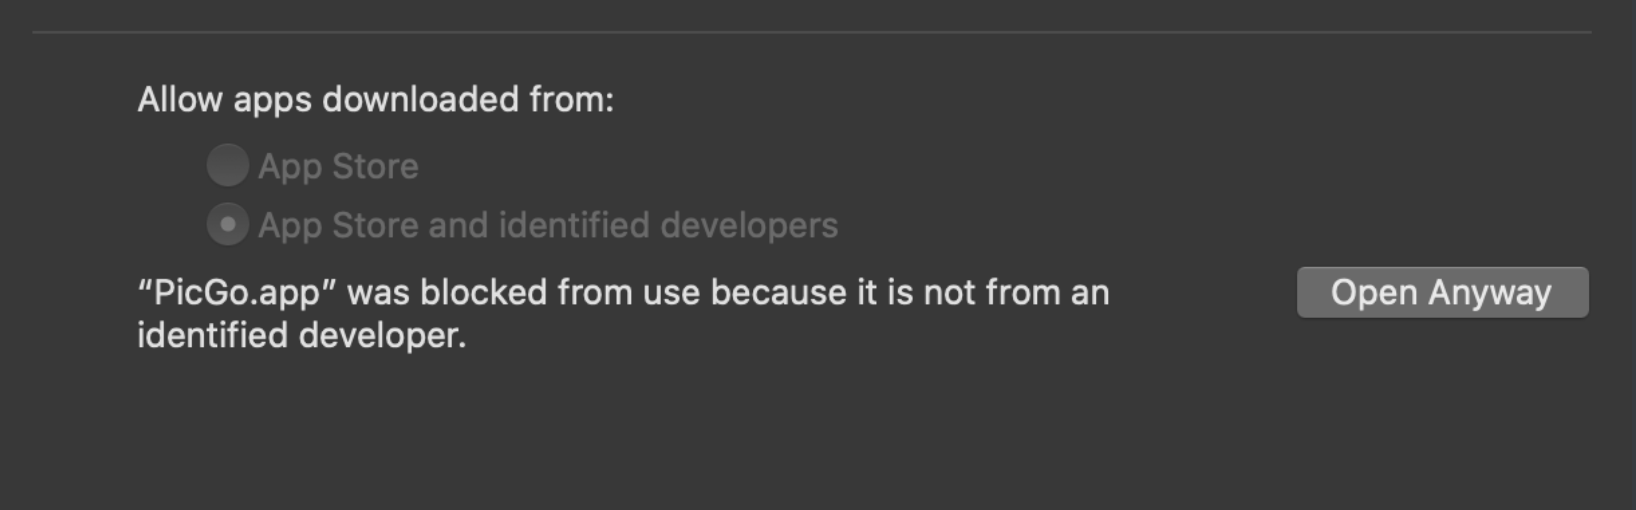 Allow apps downloaded from:
App Store
App Store and identified developers
“PicGo.app” was blocked from use because it is not from an
identified developer.
Open Anyway